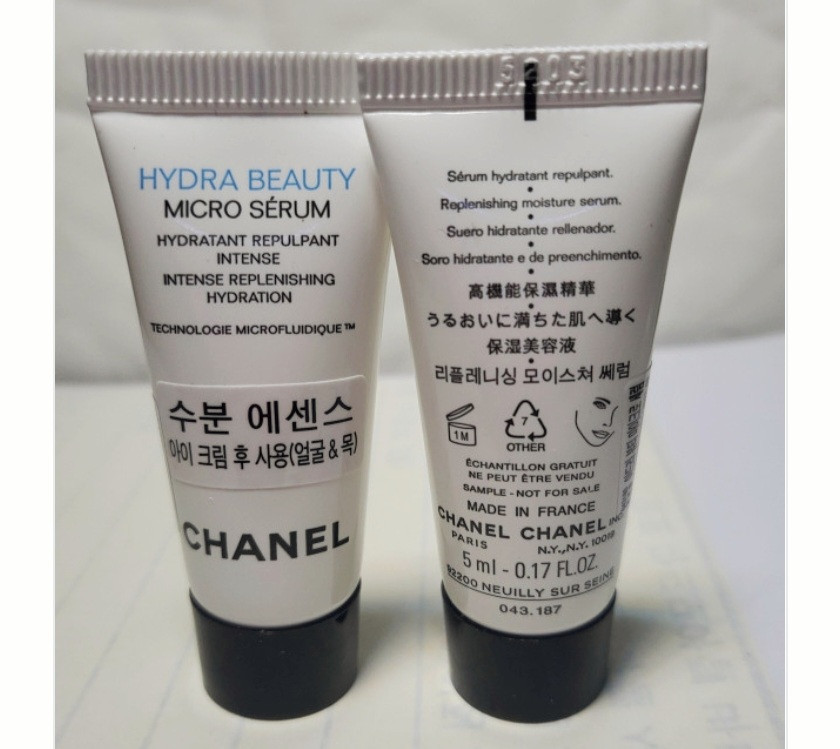 HYDRA BEAUTY
MICRO SÉRUM
HYDRATANT REPULPANT
INTENSE
INTENSE REPLENISHING
HYDRATION
TECHNOLOGIE MICROFLUIDIQUE™
수분 에센스
아이 크림 후 사용(얼굴 & 목)
CHANEL
5203
Sérum hydratant repulpant.
Replenishing moisture serum.
Suero hidratante rellenador.
Soro hidratante e de preenchimento.
高機能保濕精華
うるおいに満ちた肌へ導く
保湿美容液
리플레니싱 모이스쳐 쎄럼
1M
7
OTHER
ÉCHANTILLON GRATUIT
NE PEUT ÊTRE VENDU
SAMPLE - NOT FOR SALE
MADE IN FRANCE
CHANEL CHANEL INC
PARIS N.Y.,N.Y. 10019
5 ml - 0.17 FL.OZ.
92200 NEUILLY SUR SEINE
043.187